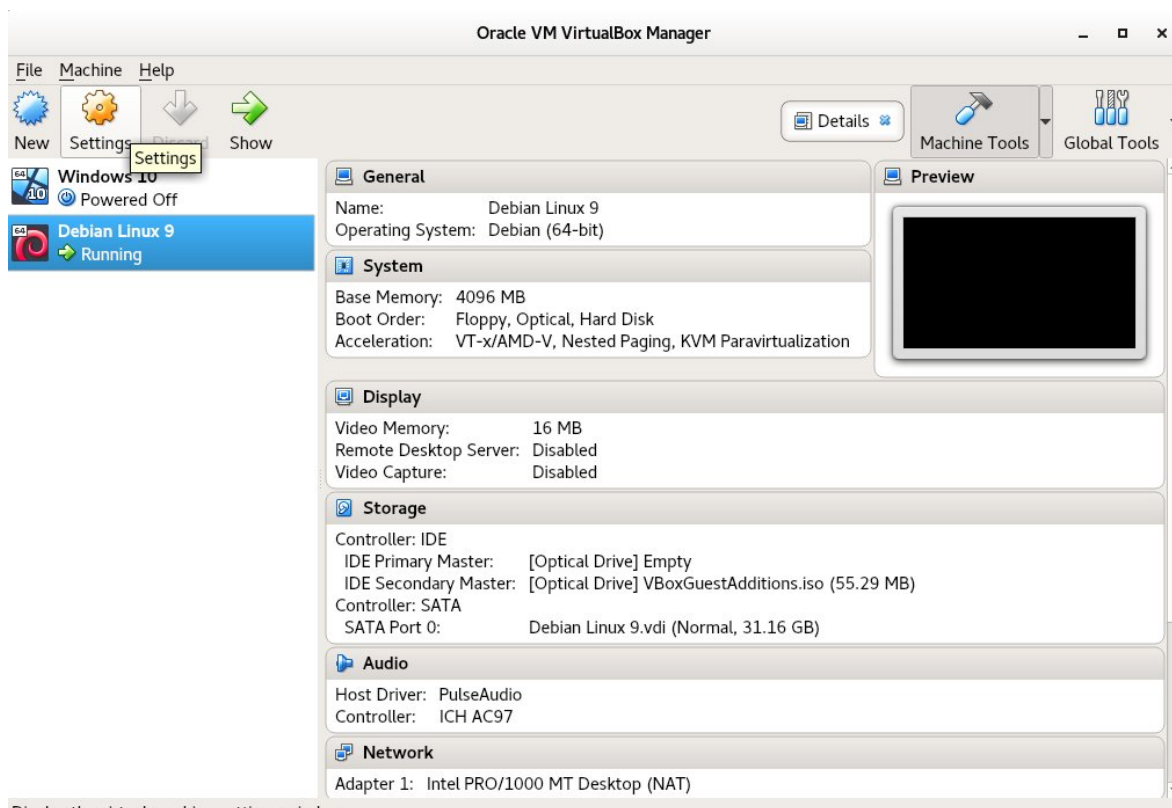 Oracle VM VirtualBox Manager
File Machine Help
New Settings Discard Show
Details
Machine Tools
Global Tools
Settings
64
10
Windows 10
Powered Off
64
Debian Linux 9
Running
General
Name: Debian Linux 9
Operating System: Debian (64-bit)
Preview
System
Base Memory: 4096 MB
Boot Order: Floppy, Optical, Hard Disk
Acceleration: VT-x/AMD-V, Nested Paging, KVM Paravirtualization
Display
Video Memory: 16 MB
Remote Desktop Server: Disabled
Video Capture: Disabled
Storage
Controller: IDE
IDE Primary Master: [Optical Drive] Empty
IDE Secondary Master: [Optical Drive] VBoxGuestAdditions.iso (55.29 MB)
Controller: SATA
SATA Port 0: Debian Linux 9.vdi (Normal, 31.16 GB)
Audio
Host Driver: PulseAudio
Controller: ICH AC97
Network
Adapter 1: Intel PRO/1000 MT Desktop (NAT)